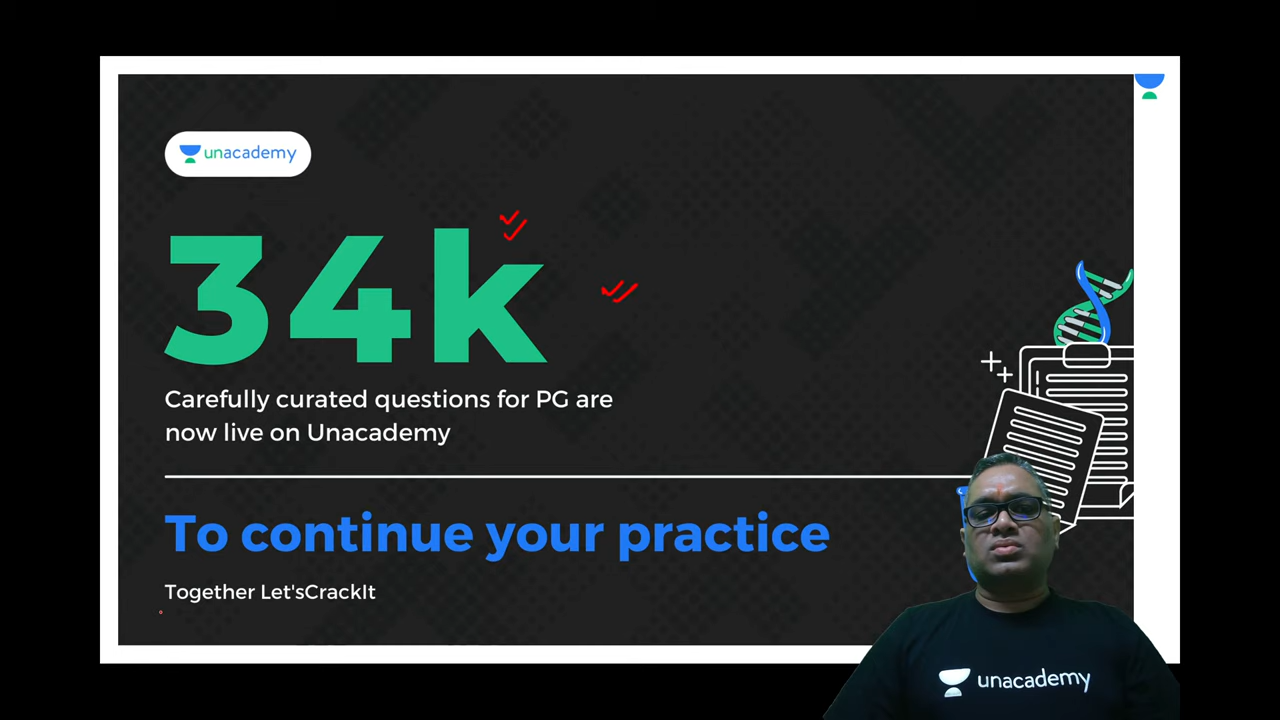 unacademy
34k
Carefully curated questions for PG are
now live on Unacademy
To continue your practice
Together Let'sCrackIt
unacademy